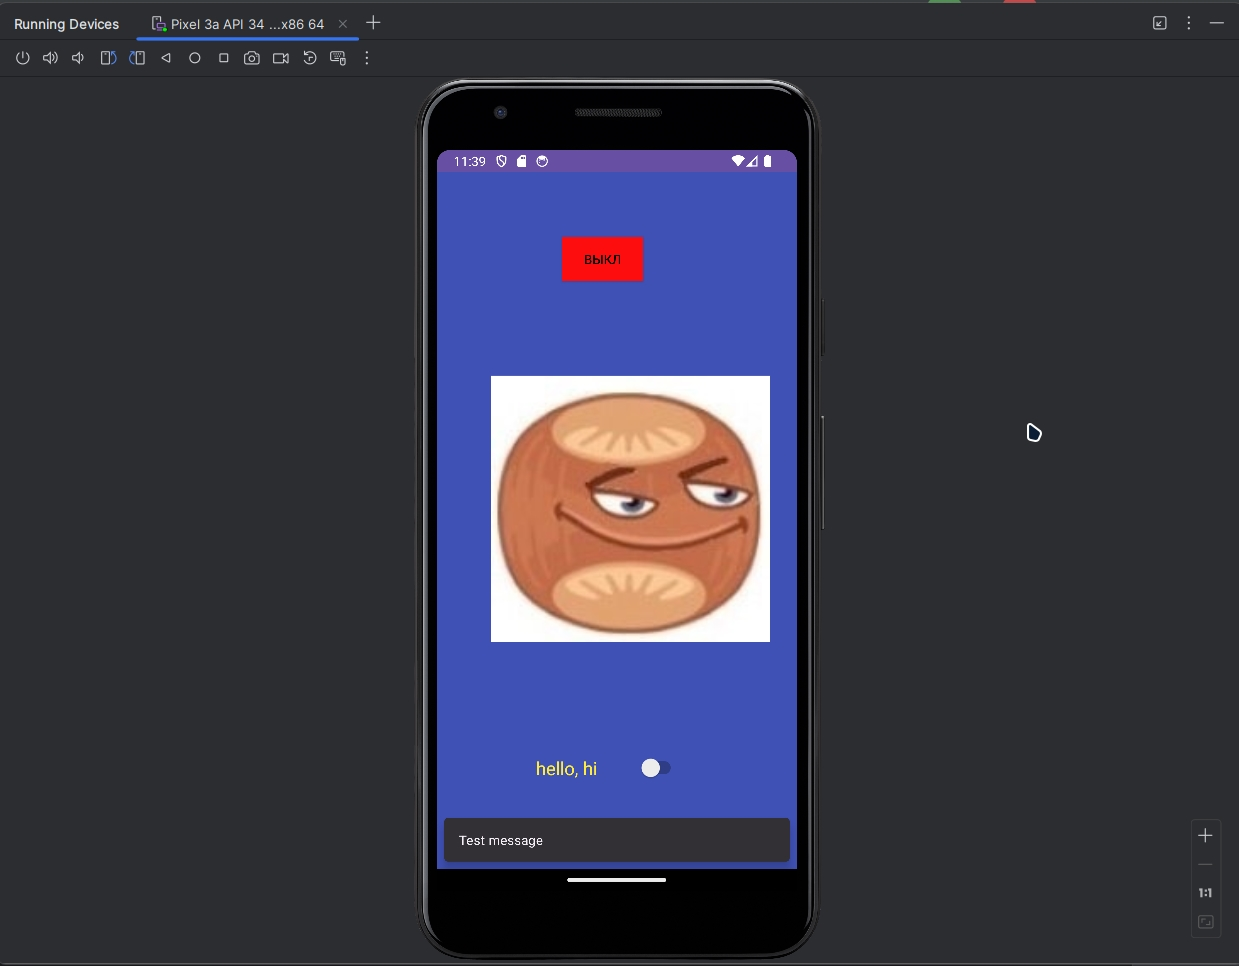 Running Devices
Pixel 3a API 34 ...x86 64
11:39
ВЫКЛ
hello, hi
Test message
1:1